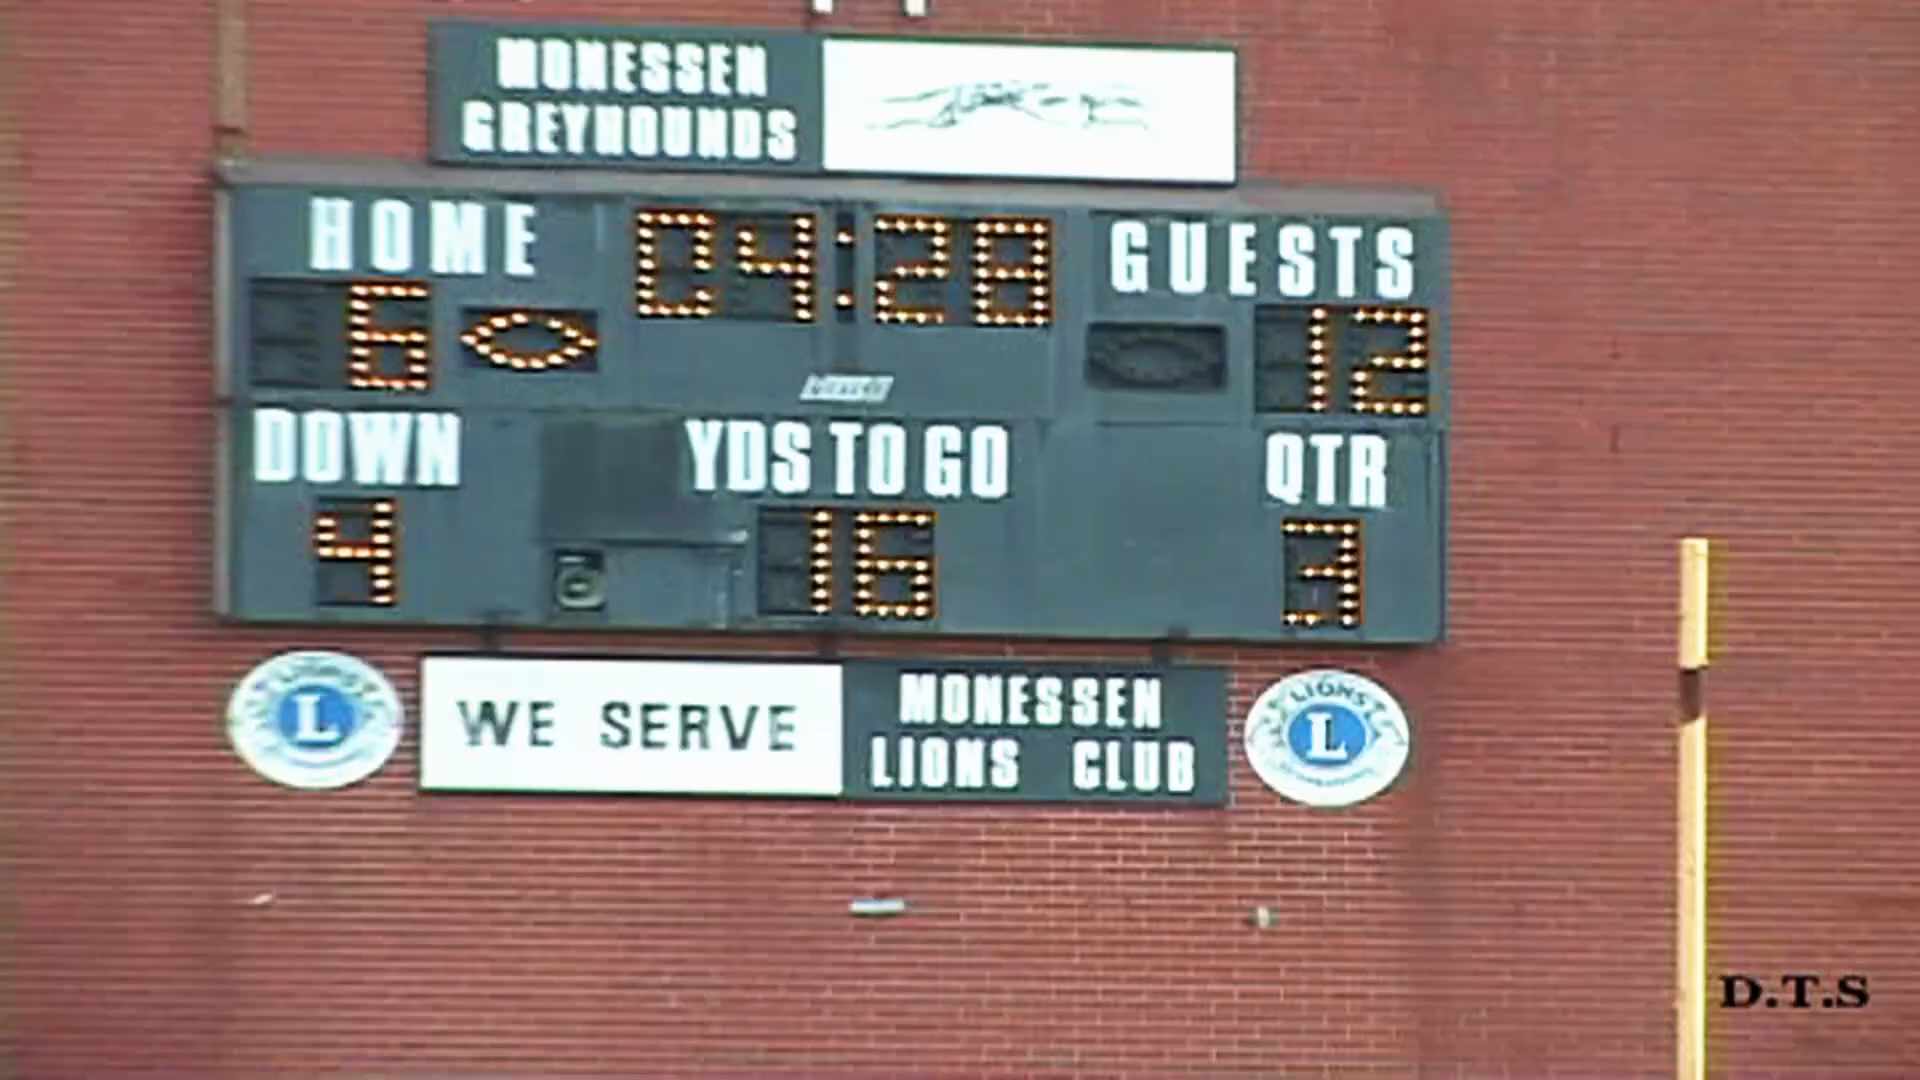 MONESSEN
GREYHOUNDS
HOME
04:28
GUESTS
6
12
DOWN
YDS TO GO
QTR
4
16
3
L
WE SERVE
MONESSEN
LIONS CLUB
LIONS
L
D.T.S